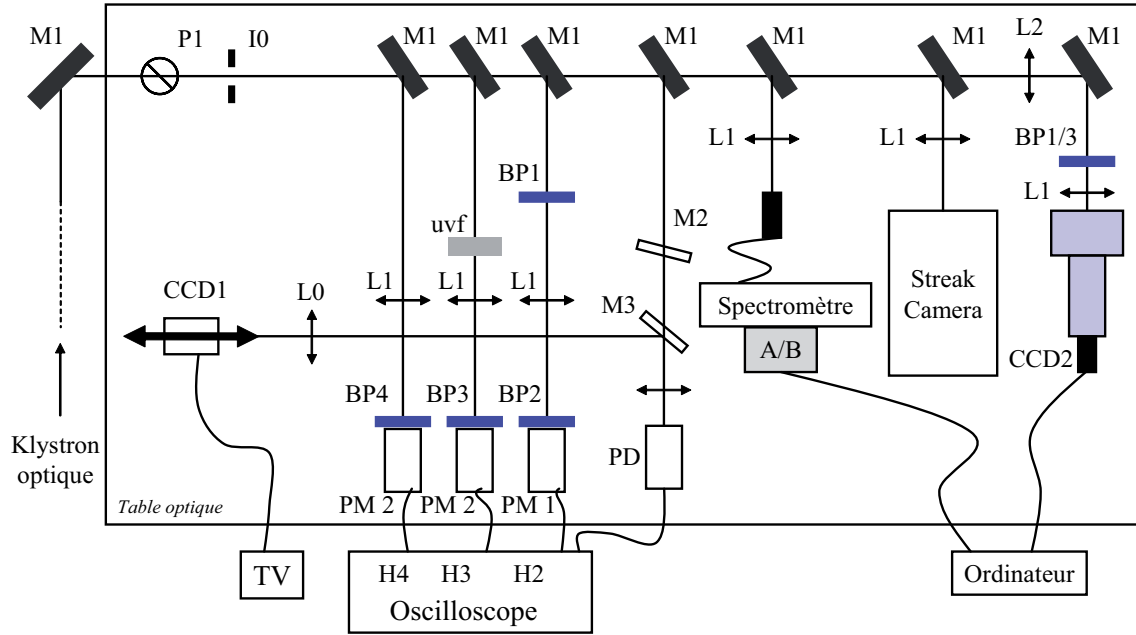 M1
P1
I0
M1
M1
M1
M1
M1
M1
L2
M1
L1
L1
BP1/3
BP1
L1
uvf
M2
CCD1
L0
L1
L1
L1
M3
Spectromètre
Streak
Camera
A/B
CCD2
BP4
BP3
BP2
Klystron
optique
PD
Table optique
PM 2
PM 2
PM 1
TV
H4
H3
H2
Oscilloscope
Ordinateur